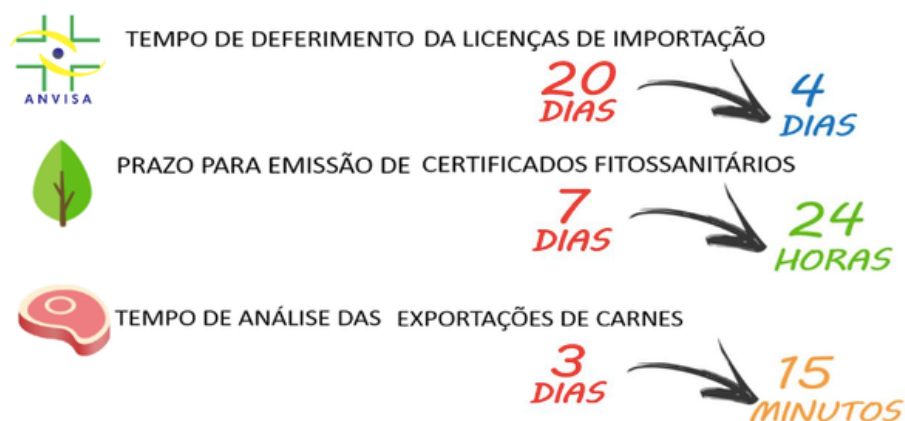 TEMPO DE DEFERIMENTO DA LICENÇAS DE IMPORTAÇÃO
ANVISA
20
DIAS
4
DIAS
PRAZO PARA EMISSÃO DE CERTIFICADOS FITOSSANITÁRIOS
7
DIAS
24
HORAS
TEMPO DE ANÁLISE DAS EXPORTAÇÕES DE CARNES
3
DIAS
15
MINUTOS